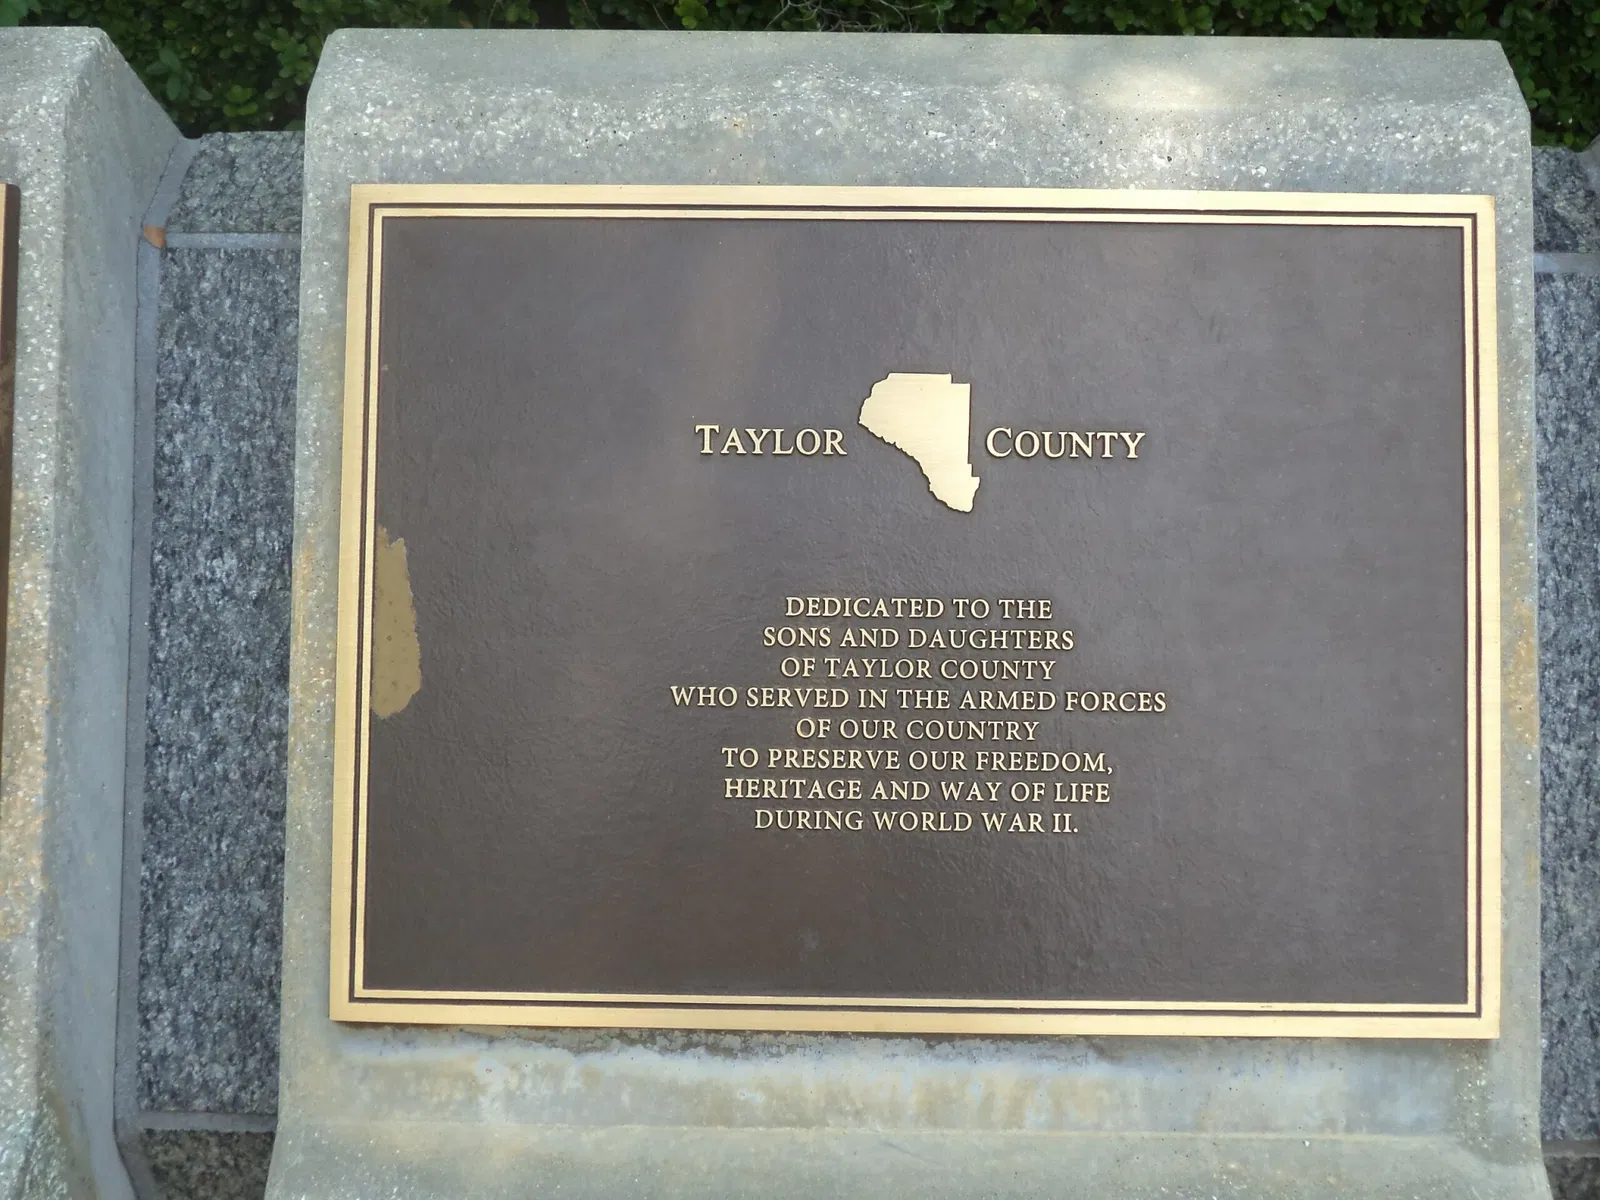 TAYLOR COUNTY
DEDICATED TO THE
SONS AND DAUGHTERS
OF TAYLOR COUNTY
WHO SERVED IN THE ARMED FORCES
OF OUR COUNTRY
TO PRESERVE OUR FREEDOM,
HERITAGE AND WAY OF LIFE
DURING WORLD WAR II.